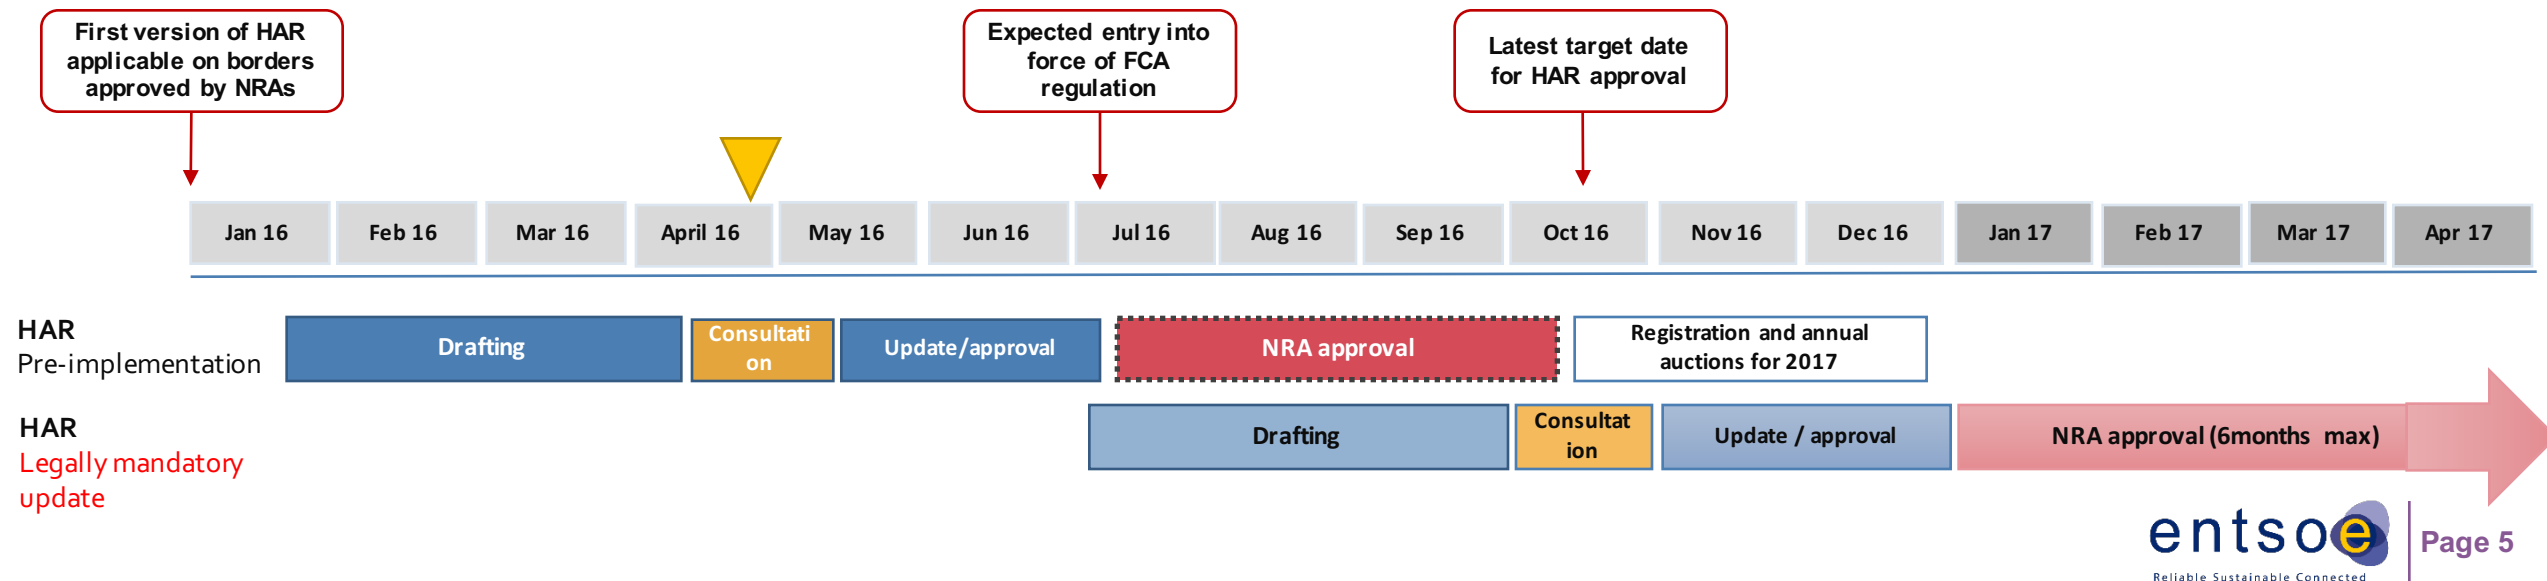 First version of HAR
applicable on borders
approved by NRAs
Expected entry into
force of FCA
regulation
Latest target date
for HAR approval
Jan 16
Feb 16
Mar 16
April 16
May 16
Jun 16
Jul 16
Aug 16
Sep 16
Oct 16
Nov 16
Dec 16
Jan 17
Feb 17
Mar 17
Apr 17
HAR
Pre-implementation
Drafting
Consultati
on
Update/approval
NRA approval
Registration and annual
auctions for 2017
HAR
Legally mandatory
update
Drafting
Consultat
ion
Update / approval
NRA approval (6months max)
entsoe
Reliable Sustainable Connected
Page 5